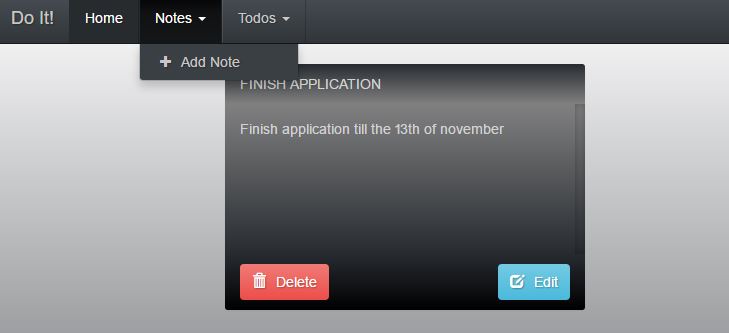 Do It!
Home
Notes
Todos
Add Note
FINISH APPLICATION
Finish application till the 13th of november
Delete
Edit